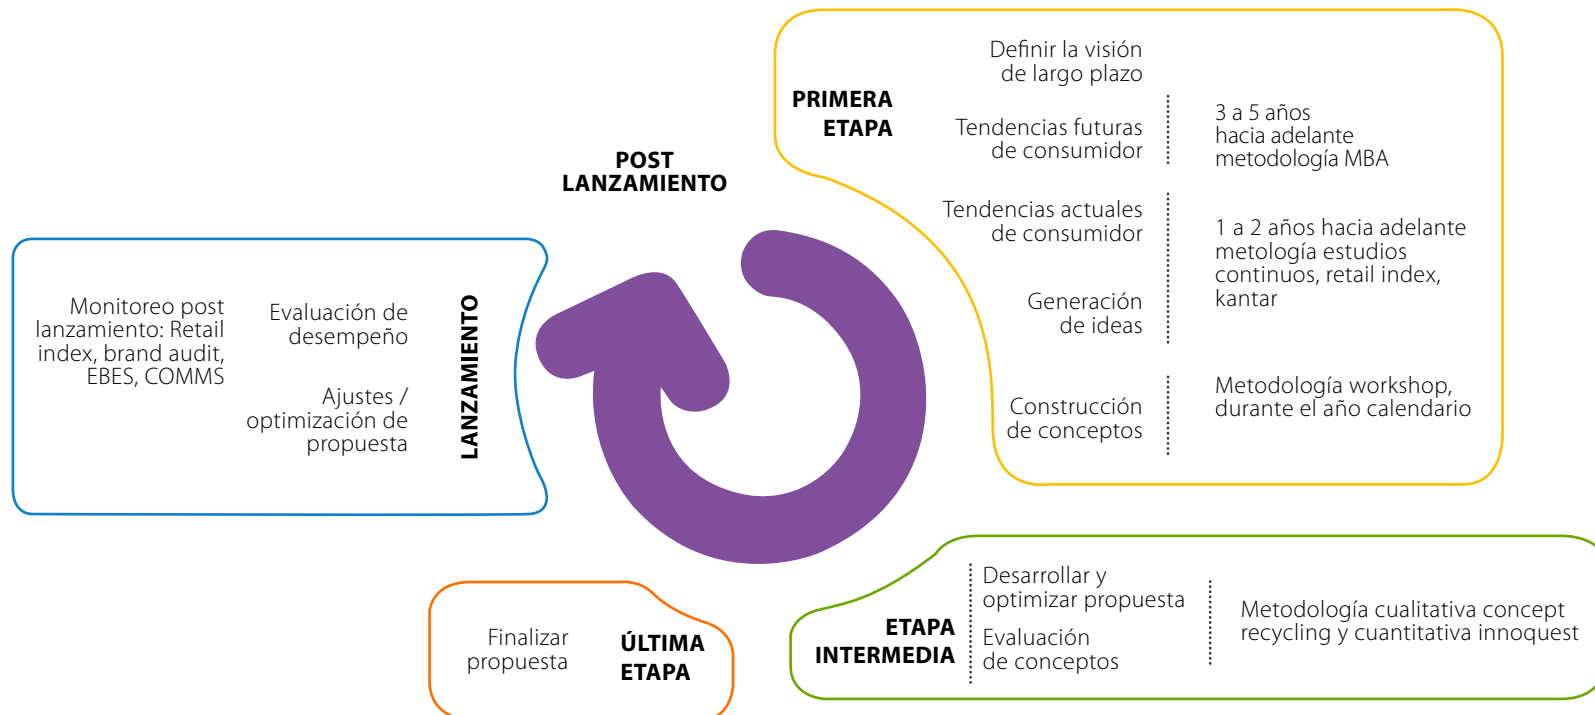 POST
LANZAMIENTO
PRIMERA
ETAPA
Definir la visión
de largo plazo
Tendencias futuras
de consumidor
3 a 5 años
hacia adelante
metodología MBA
Tendencias actuales
de consumidor
Generación
de ideas
1 a 2 años hacia adelante
metología estudios
continuos, retail index,
kantar
Construcción
de conceptos
Metodología workshop,
durante el año calendario
ETAPA
INTERMEDIA
Desarrollar y
optimizar propuesta
Evaluación
de conceptos
Metodología cualitativa concept
recycling y cuantitativa innoquest
Finalizar
propuesta
ÚLTIMA
ETAPA
LANZAMIENTO
Evaluación de
desempeño
Ajustes /
optimización de
propuesta
Monitoreo post
lanzamiento: Retail
index, brand audit,
EBES, COMMS